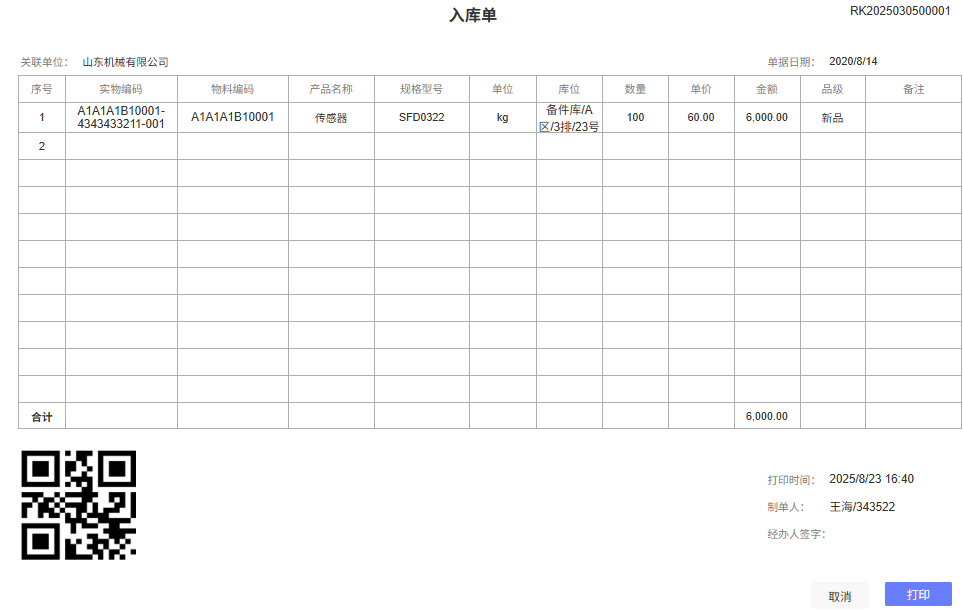 入库单
RK2025030500001
关联单位： 山东机械有限公司
单据日期： 2020/8/14
序号 实物编码 物料编码 产品名称 规格型号 单位 库位 数量 单价 金额 品级 备注
1 A1A1A1B10001-4343433211-001 A1A1A1B10001 传感器 SFD0322 kg 备件库/A区/3排/23号 100 60.00 6,000.00 新品
2
合计 6,000.00
打印时间： 2025/8/23 16:40
制单人： 王海/343522
经办人签字：
取消 打印